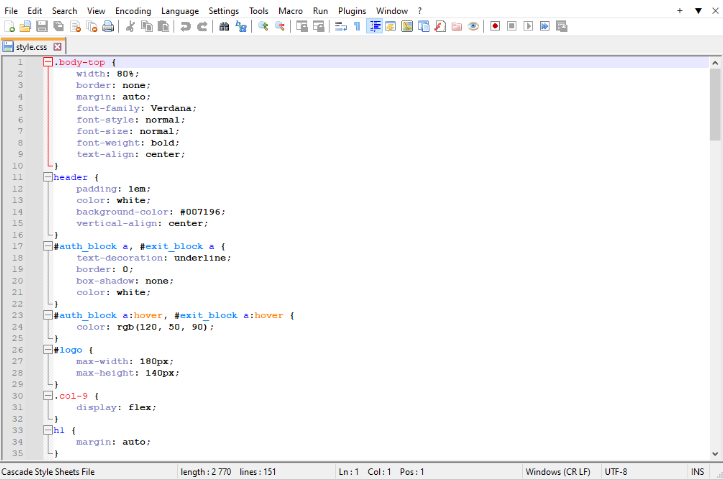 File Edit Search View Encoding Language Settings Tools Macro Run Plugins Window ? + ▼ ✕
style.css
1 .body-top {
2 width: 80%;
3 border: none;
4 margin: auto;
5 font-family: Verdana;
6 font-style: normal;
7 font-size: normal;
8 font-weight: bold;
9 text-align: center;
10 }
11 header {
12 padding: 1em;
13 color: white;
14 background-color: #007196;
15 vertical-align: center;
16 }
17 #auth_block a, #exit_block a {
18 text-decoration: underline;
19 border: 0;
20 box-shadow: none;
21 color: white;
22 }
23 #auth_block a:hover, #exit_block a:hover {
24 color: rgb(120, 50, 90);
25 }
26 #logo {
27 max-width: 180px;
28 max-height: 140px;
29 }
30 .col-9 {
31 display: flex;
32 }
33 h1 {
34 margin: auto;
35 }
Cascade Style Sheets File length : 2 770 lines : 151 Ln : 1 Col : 1 Pos : 1 Windows (CR LF) UTF-8 INS